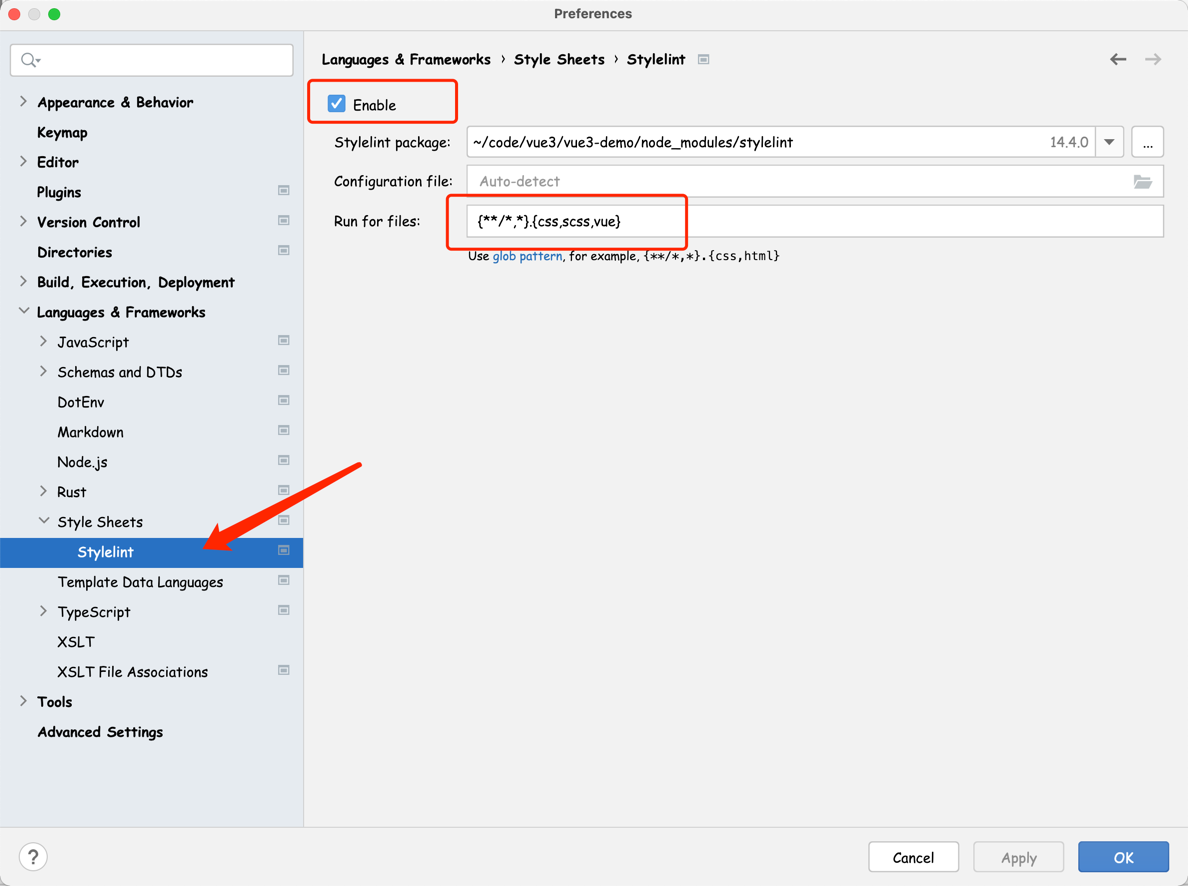 Preferences
Languages & Frameworks › Style Sheets › Stylelint
Appearance & Behavior
Keymap
Editor
Plugins
Version Control
Directories
Build, Execution, Deployment
Languages & Frameworks
JavaScript
Schemas and DTDs
DotEnv
Markdown
Node.js
Rust
Style Sheets
Stylelint
Template Data Languages
TypeScript
XSLT
XSLT File Associations
Tools
Advanced Settings
Enable
Stylelint package: ~/code/vue3/vue3-demo/node_modules/stylelint 14.4.0 ...
Configuration file: Auto-detect
Run for files: {**/*,*}.{css,scss,vue}
Use glob pattern, for example, {**/*,*}.{css,html}
? Cancel Apply OK